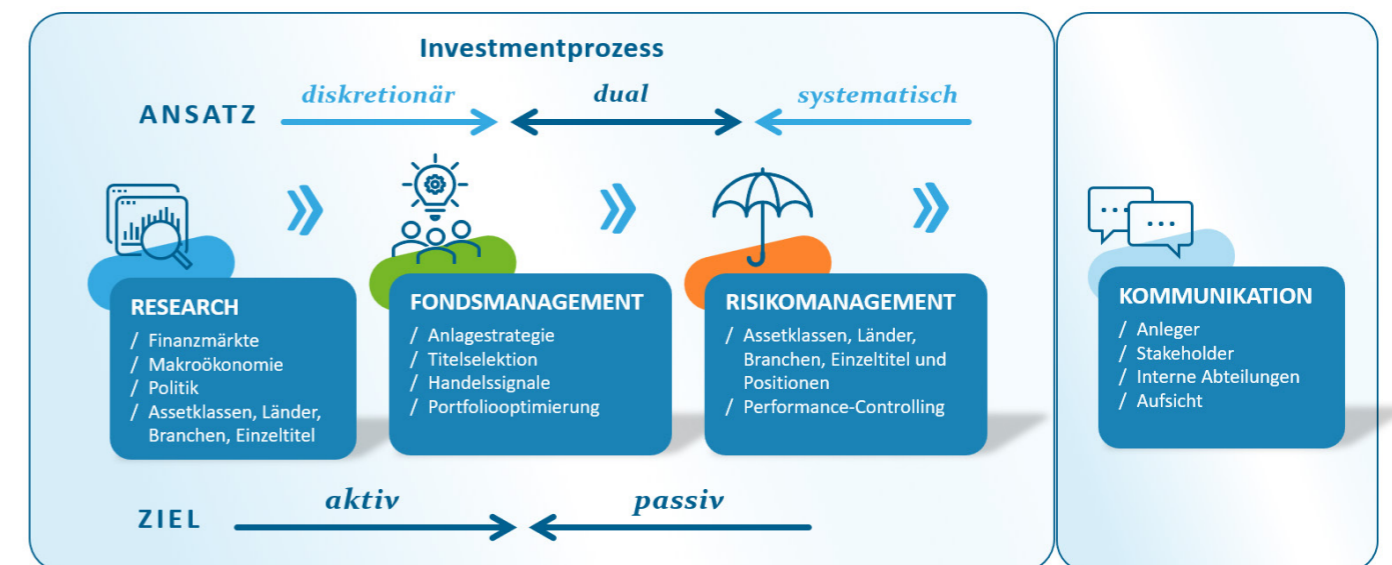 Investmentprozess
ANSATZ
diskretionär
dual
systematisch
RESEARCH
/ Finanzmärkte
/ Makroökonomie
/ Politik
/ Assetklassen, Länder,
Branchen, Einzeltitel
FONDSMANAGEMENT
/ Anlagestrategie
/ Titelselektion
/ Handelssignale
/ Portfoliooptimierung
RISIKOMANAGEMENT
/ Assetklassen, Länder,
Branchen, Einzeltitel und
Positionen
/ Performance-Controlling
KOMMUNIKATION
/ Anleger
/ Stakeholder
/ Interne Abteilungen
/ Aufsicht
ZIEL
aktiv
passiv